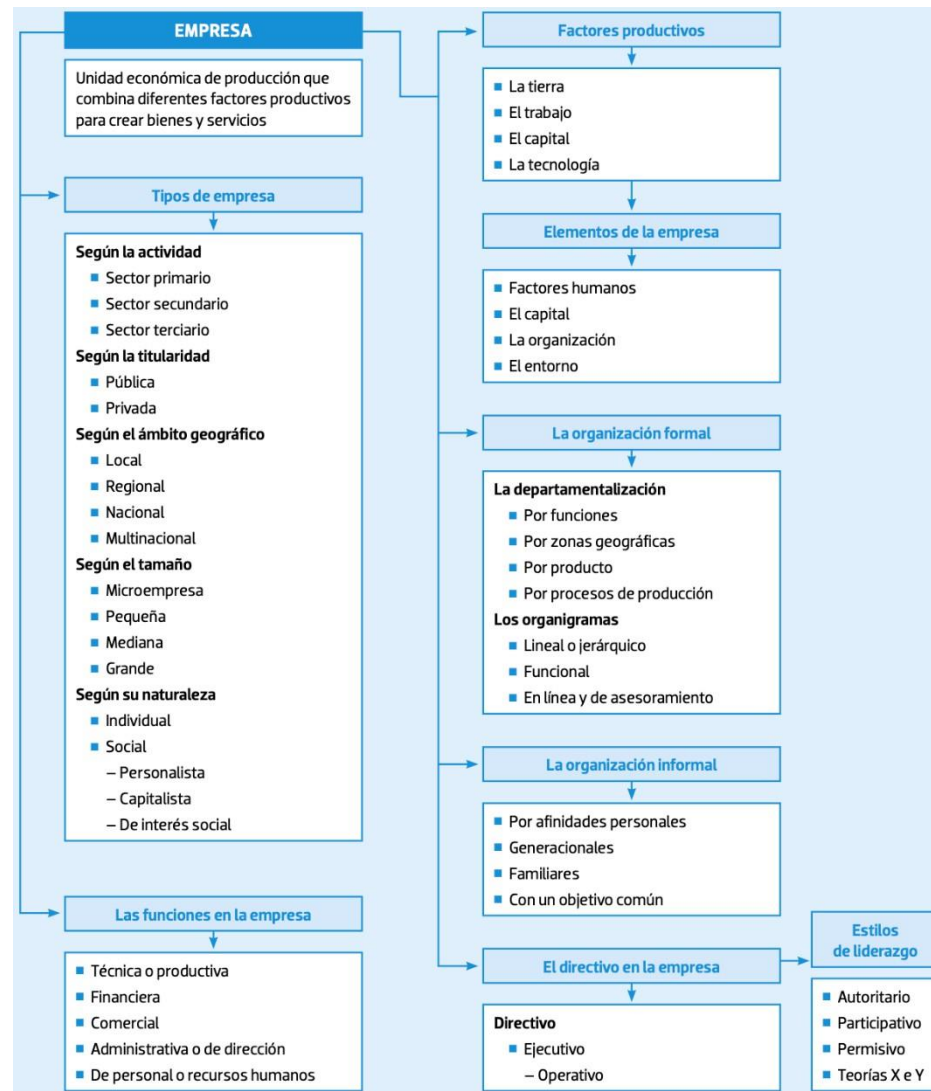 EMPRESA
Unidad económica de producción que
combina diferentes factores productivos
para crear bienes y servicios
Tipos de empresa
Según la actividad
■ Sector primario
■ Sector secundario
■ Sector terciario
Según la titularidad
■ Pública
■ Privada
Según el ámbito geográfico
■ Local
■ Regional
■ Nacional
■ Multinacional
Según el tamaño
■ Microempresa
■ Pequeña
■ Mediana
■ Grande
Según su naturaleza
■ Individual
■ Social
– Personalista
– Capitalista
– De interés social
Las funciones en la empresa
■ Técnica o productiva
■ Financiera
■ Comercial
■ Administrativa o de dirección
■ De personal o recursos humanos
Factores productivos
■ La tierra
■ El trabajo
■ El capital
■ La tecnología
Elementos de la empresa
■ Factores humanos
■ El capital
■ La organización
■ El entorno
La organización formal
La departamentalización
■ Por funciones
■ Por zonas geográficas
■ Por producto
■ Por procesos de producción
Los organigramas
■ Lineal o jerárquico
■ Funcional
■ En línea y de asesoramiento
La organización informal
■ Por afinidades personales
■ Generacionales
■ Familiares
■ Con un objetivo común
El directivo en la empresa
Directivo
■ Ejecutivo
– Operativo
Estilos
de liderazgo
■ Autoritario
■ Participativo
■ Permisivo
■ Teorías X e Y